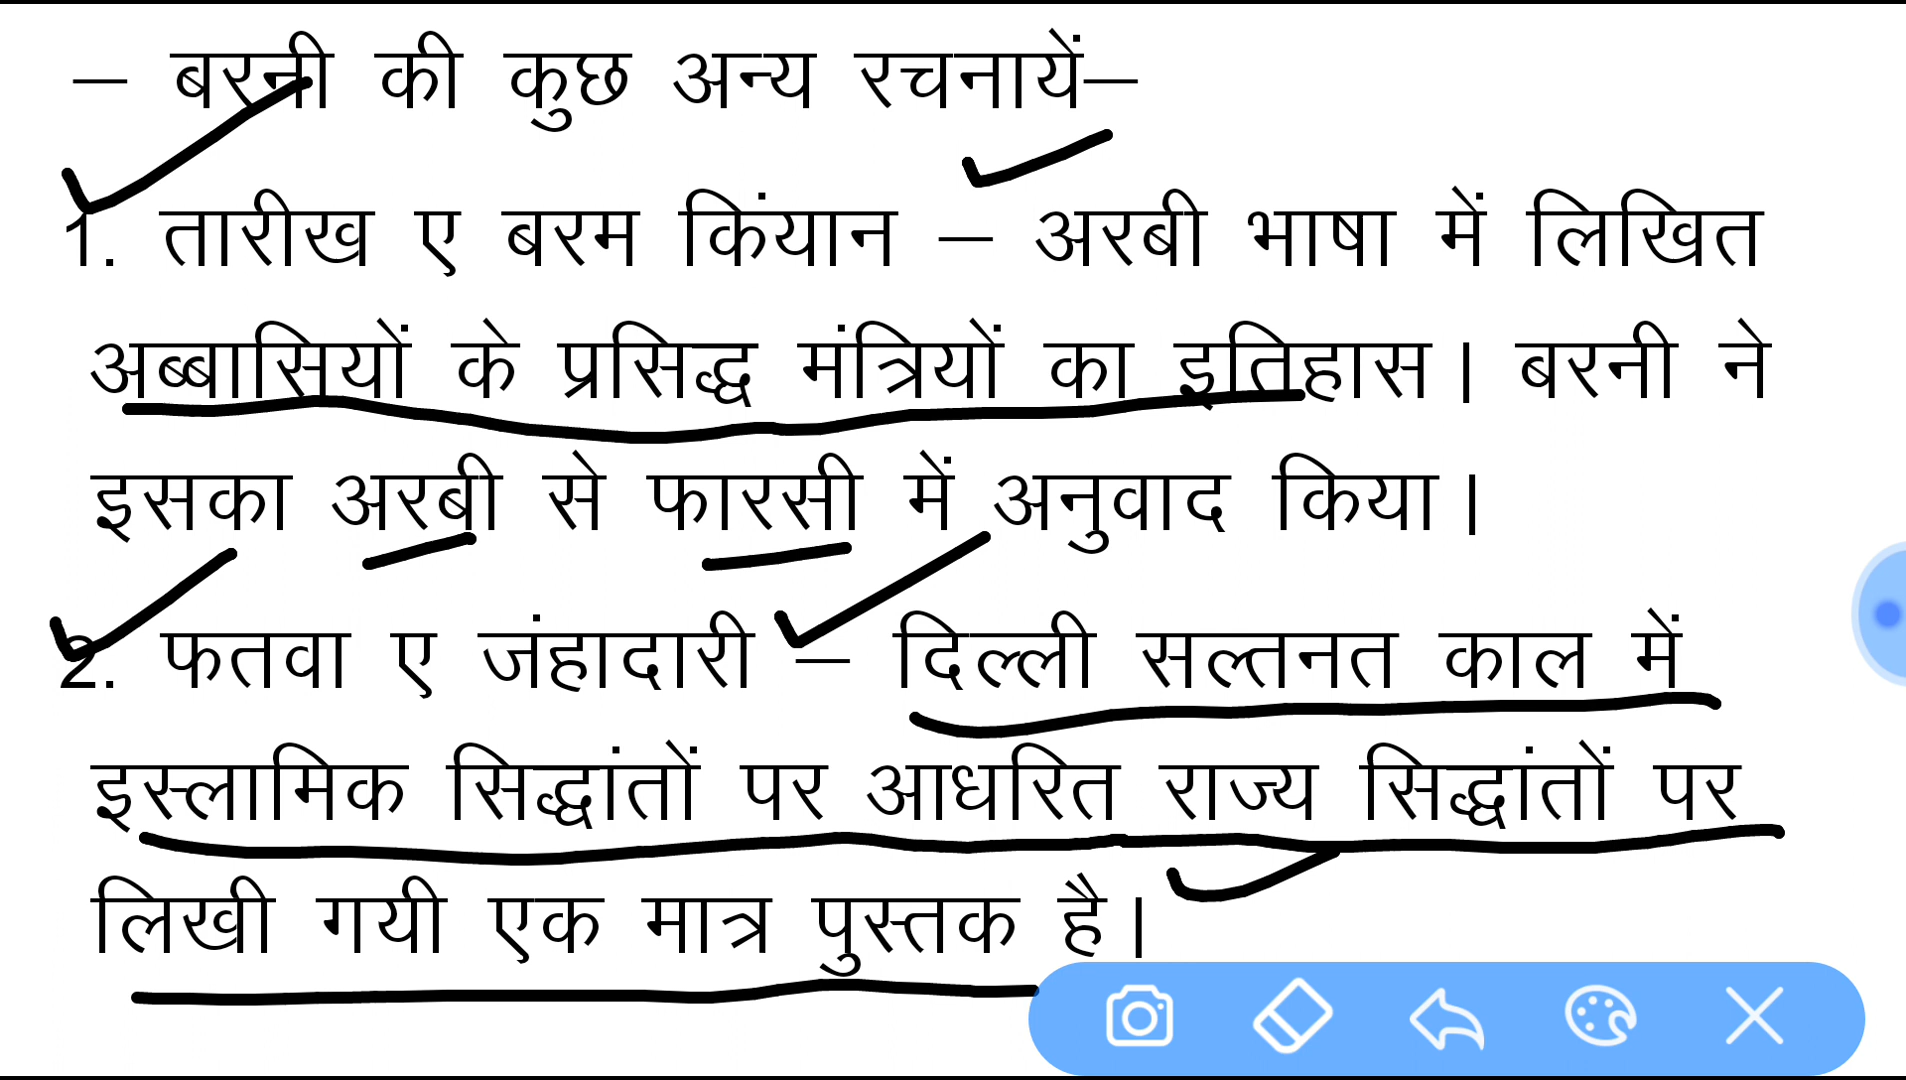 – बरनी की कुछ अन्य रचनायें–
1. तारीख ए बरम किंयान – अरबी भाषा में लिखित
अब्बासियों के प्रसिद्ध मंत्रियों का इतिहास। बरनी ने
इसका अरबी से फारसी में अनुवाद किया।
2. फतवा ए जंहादारी – दिल्ली सल्तनत काल में
इस्लामिक सिद्धांतों पर आधरित राज्य सिद्धांतों पर
लिखी गयी एक मात्र पुस्तक है।